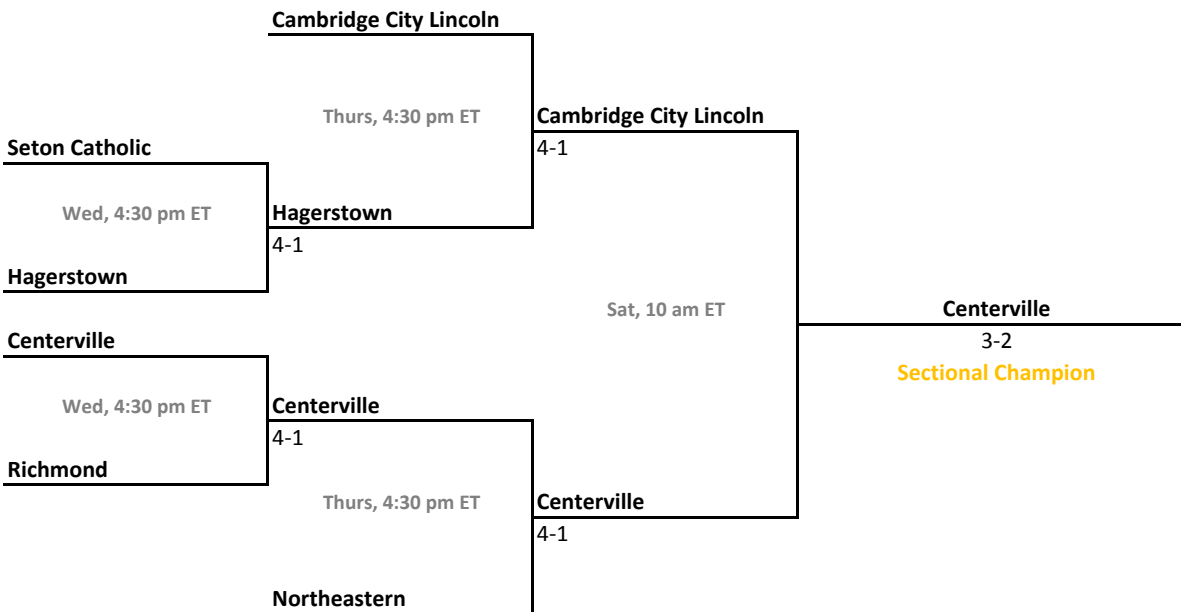 Cambridge City Lincoln
Thurs, 4:30 pm ET
Cambridge City Lincoln
4-1
Seton Catholic
Wed, 4:30 pm ET
Hagerstown
4-1
Hagerstown
Sat, 10 am ET
Centerville
3-2
Sectional Champion
Centerville
Wed, 4:30 pm ET
Centerville
4-1
Richmond
Thurs, 4:30 pm ET
Centerville
4-1
Northeastern